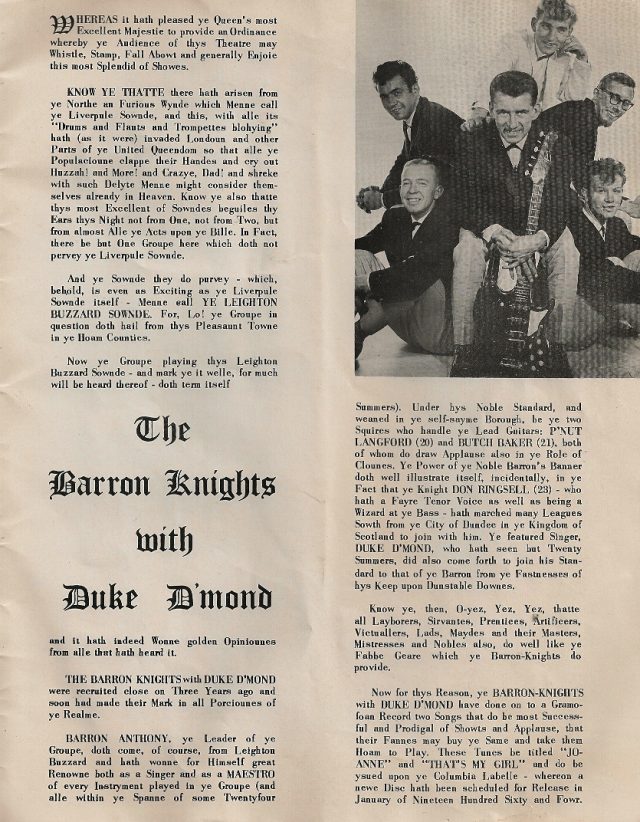 WHEREAS it hath pleased ye Queen's most
Excellent Majestie to provide an Ordinance
whereby ye Audience of thys Theatre may
Whistle, Stamp, Fall Abowt and generally Enjoie
this most Splendid of Showes.
KNOW YE THATTE there hath arisen from
ye Northe an Furious Wynde which Menne call
ye Liverpule Sownde, and this, with alle its
"Drums and Flauts and Trompettes blohying"
hath (as it were) invaded Londoun and other
Parts of ye United Queendom so that alle ye
Populacioune clappe their Handes and cry out
Huzzah! and More! and Crazye, Dad! and shreke
with such Delyte Menne might consider them-
selves already in Heaven. Know ye also thatte
thys most Excellent of Sowndes beguiles thy
Ears thys Night not from One, not from Two, but
from almost Alle ye Acts upon ye Bille. In Fact,
there be but One Groupe here which doth not
pervey ye Liverpule Sownde.
And ye Sownde they do purvey - which,
behold, is even as Exciting as ye Liverpule
Sownde itself - Menne call YE LEIGHTON
BUZZARD SOWNDE. For, Lo! ye Groupe in
question doth hail from thys Pleasaunt Towne
in ye Hoam Counties.
Now ye Groupe playing thys Leighton
Buzzard Sownde - and mark ye it welle, for much
will be heard thereof - doth term itself
The
Barron Knights
with
Duke D'mond
and it hath indeed Wonne golden Opiniounes
from alle that hath heard it.
THE BARRON KNIGHTS with DUKE D'MOND
were recruited close on Three Years ago and
soon had made their Mark in all Porciounes of
ye Realme.
BARRON ANTHONY, ye Leader of ye
Groupe, doth come, of course, from Leighton
Buzzard and hath wonne for Himself great
Renowne both as a Singer and as a MAESTRO
of every Instryment played in ye Groupe (and
alle within ye Spanne of some Twentyfour
Summers). Under hys Noble Standard, and
weaned in ye self-sayme Borough, be ye two
Squires who handle ye Lead Guitars; P'NUT
LANGFORD (20) and BUTCH BAKER (21), both
of whom do draw Applause also in ye Role of
Clounes. Ye Power of ye Noble Barron's Banner
doth well illustrate itself, incidentally, in ye
Fact that ye Knight DON RINGSELL (23) - who
hath a Fayre Tenor Voice as well as being a
Wizard at ye Bass - hath marched many Leagues
Sowth from ye City of Dundee in ye Kingdom of
Scotland to join with him. Ye featured Singer,
DUKE D'MOND, who hath seen but Twenty
Summers, did also come forth to join his Stan-
dard to that of ye Barron from ye Fastnesses of
hys Keep upon Dunstable Downes.
Know ye, then, O-yez, Yez, Yez, thatte
all Layborers, Sirvantes, Prentices, Artificers,
Victuallers, Lads, Maydes and their Masters,
Mistresses and Nobles also, do well like ye
Fabbe Geare which ye Barron-Knights do
provide.
Now for thys Reason, ye BARRON-KNIGHTS
with DUKE D'MOND have done on to a Gramo-
foan Record two Songs that do be most Success-
ful and Prodigal of Showts and Applause, that
their Fannes may buy ye Same and take them
Hoam to Play. These Tunes be titled "JO-
ANNE" and "THAT'S MY GIRL" and do be
ysued upon ye Columbia Labelle - whereon a
newe Disc hath been scheduled for Release in
January of Nineteen Hundred Sixty and Fowr.